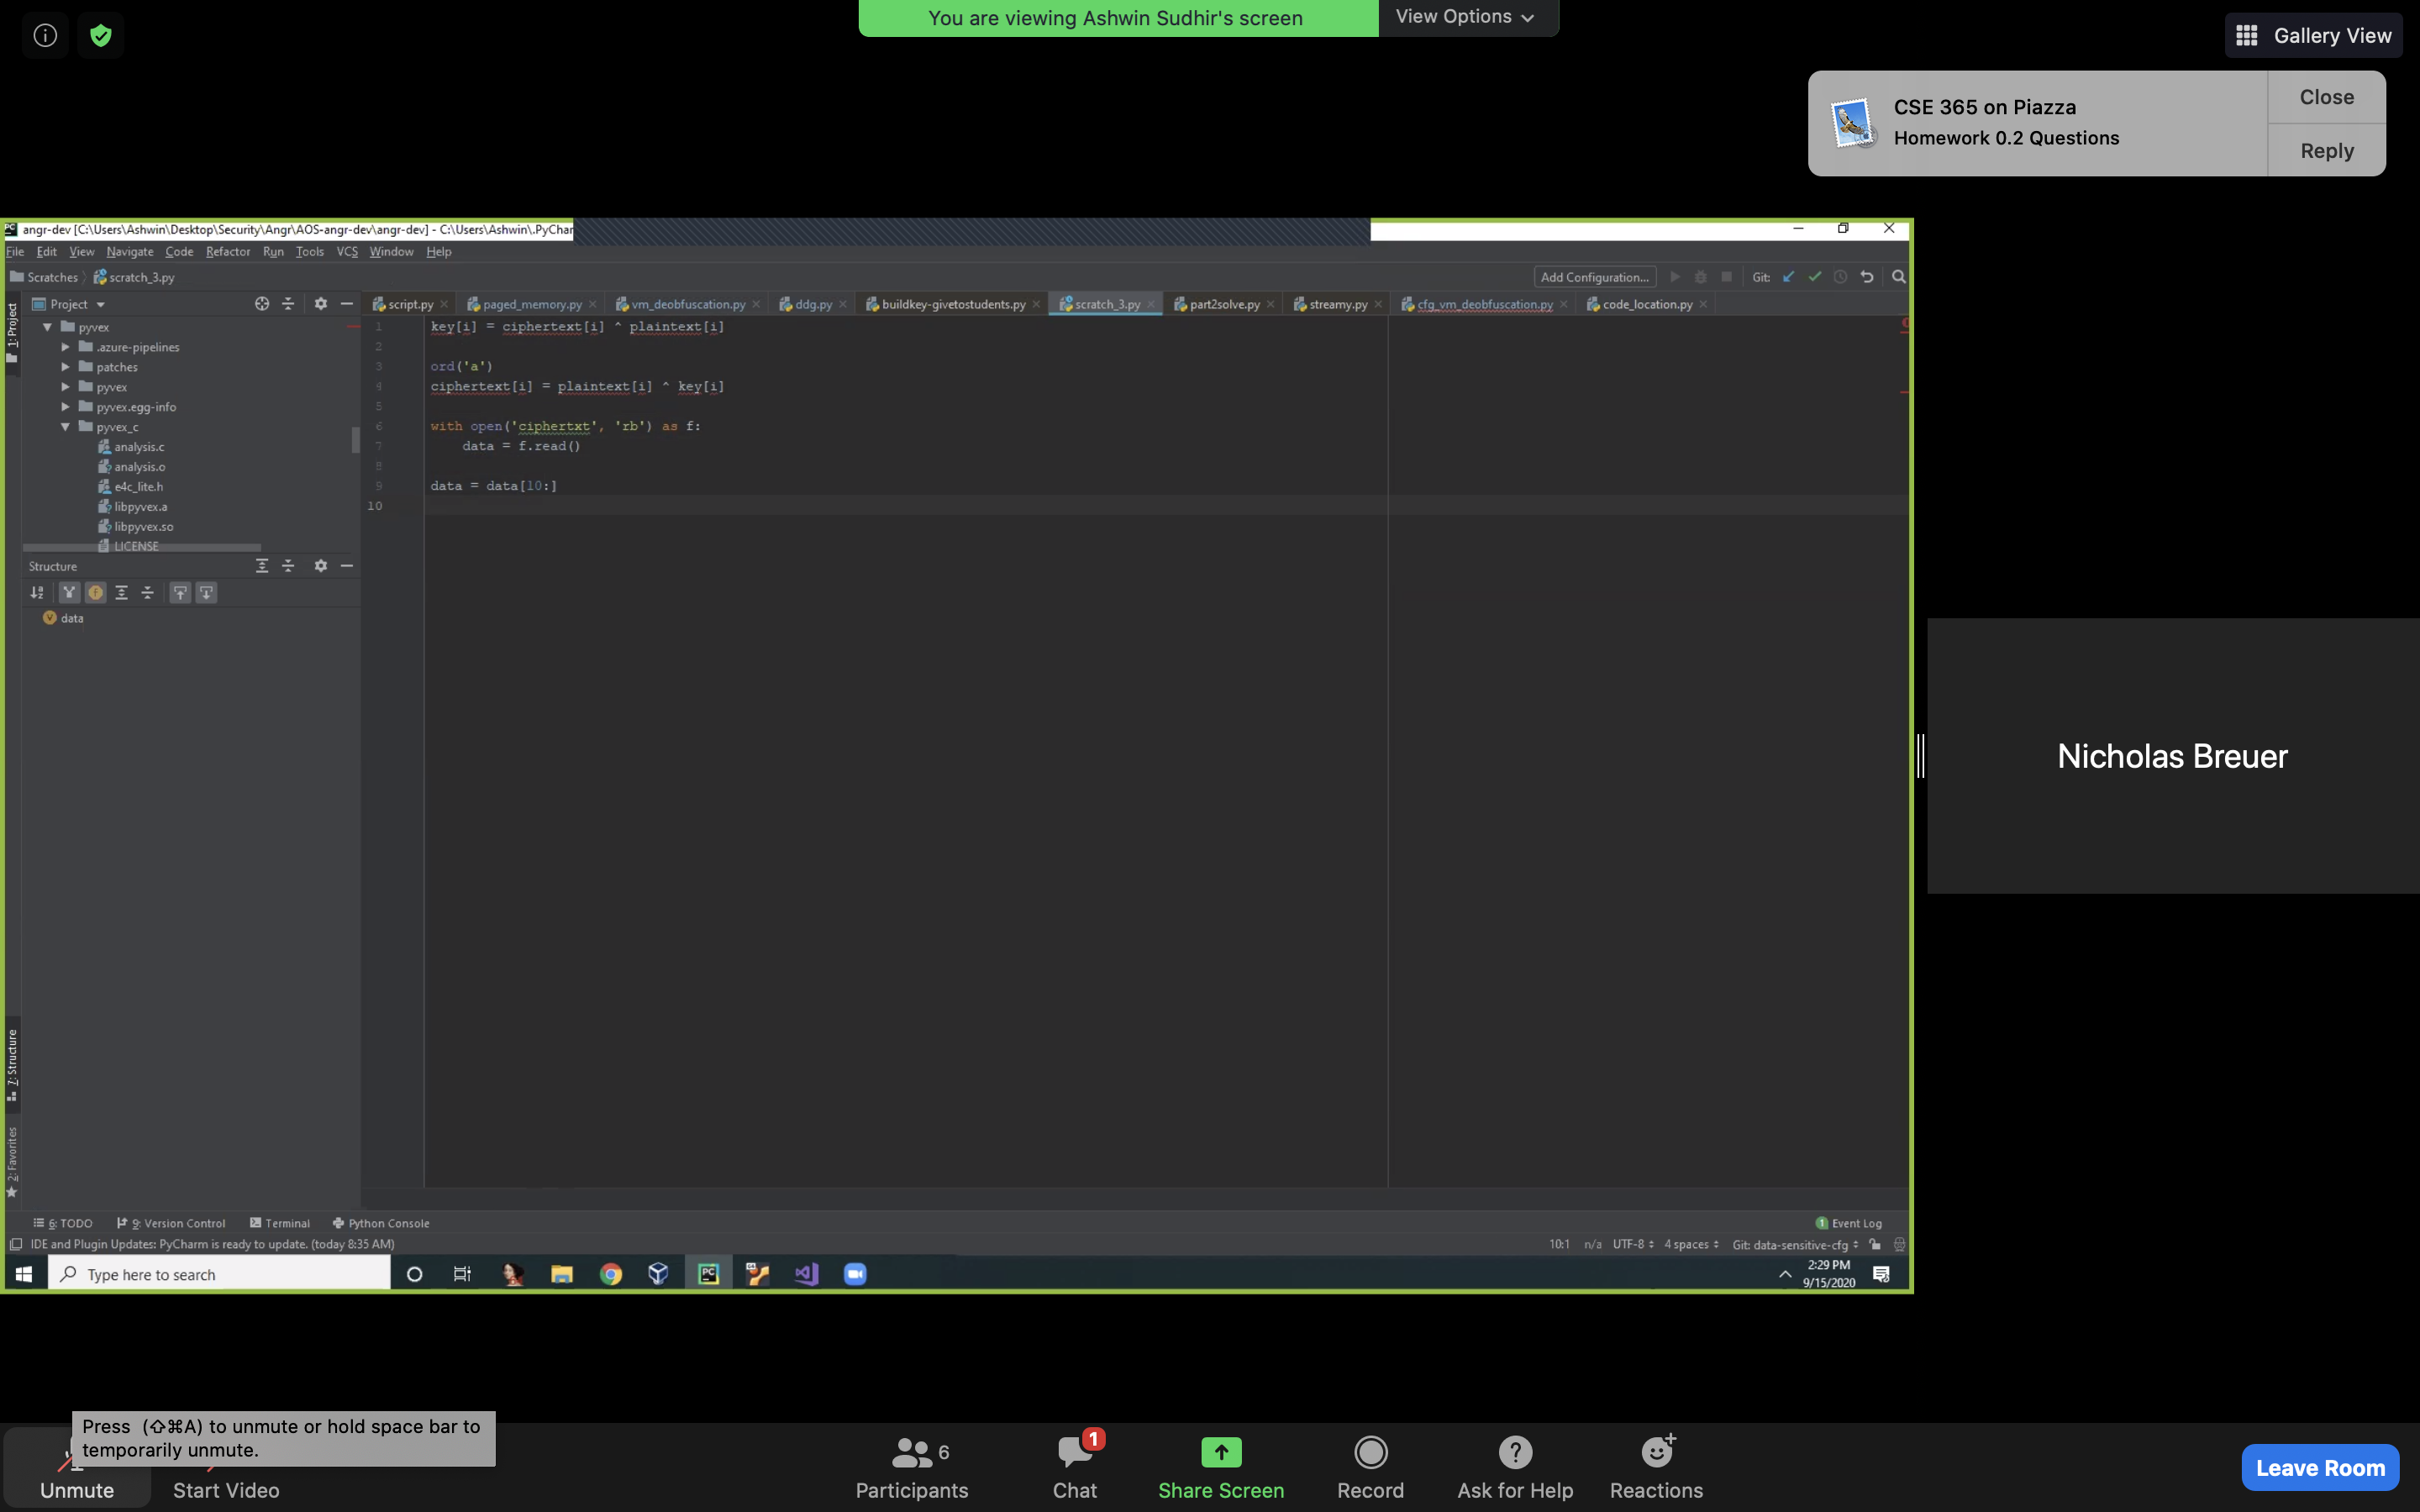 You are viewing Ashwin Sudhir's screen
View Options
Gallery View
CSE 365 on Piazza
Homework 0.2 Questions
Close
Reply
angr-dev [C:\Users\Ashwin\Desktop\Security\Angr\AOS-angr-dev\angr-dev] - C:\Users\Ashwin\.PyChar
File Edit View Navigate Code Refactor Run Tools VCS Window Help
Scratches scratch_3.py
Add Configuration... Git:
1: Project
Project
script.py paged_memory.py vm_deobfuscation.py ddg.py buildkey-givetostudents.py scratch_3.py part2solve.py streamy.py cfg_vm_deobfuscation.py code_location.py
pyvex
.azure-pipelines
patches
pyvex
pyvex.egg-info
pyvex_c
analysis.c
analysis.o
e4c_lite.h
libpyvex.a
libpyvex.so
LICENSE
1 key[i] = ciphertext[i] ^ plaintext[i]
2
3 ord('a')
4 ciphertext[i] = plaintext[i] ^ key[i]
5
6 with open('ciphertxt', 'rb') as f:
7 data = f.read()
8
9 data = data[10:]
10
Structure
data
Nicholas Breuer
7: Structure
2: Favorites
6: TODO 9: Version Control Terminal Python Console
1 Event Log
IDE and Plugin Updates: PyCharm is ready to update. (today 8:35 AM)
10:1 n/a UTF-8 4 spaces Git: data-sensitive-cfg
Type here to search
2:29 PM
9/15/2020
Press (⇧⌘A) to unmute or hold space bar to
temporarily unmute.
Unmute
Start Video
6
Participants
1
Chat
Share Screen
Record
Ask for Help
Reactions
Leave Room